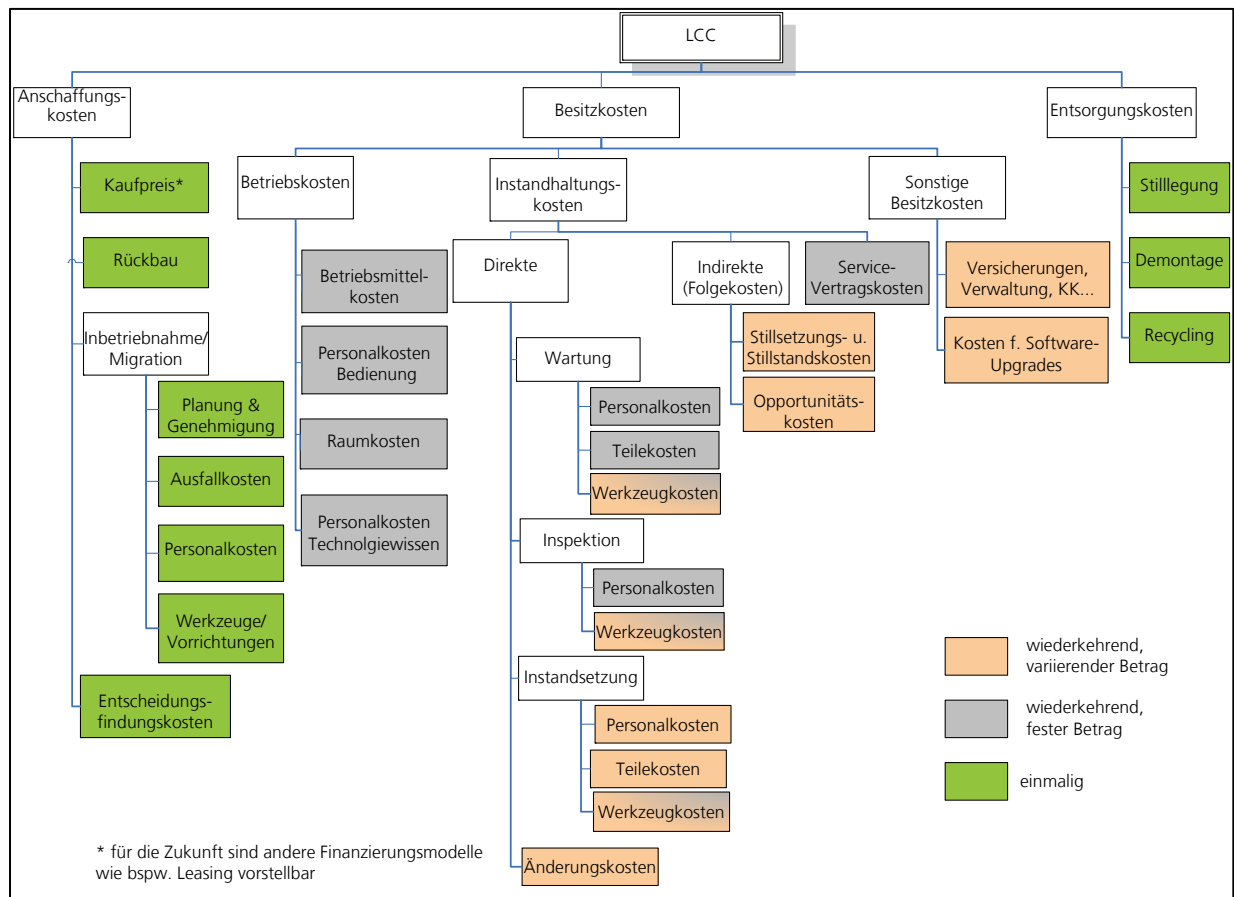 LCC
Anschaffungs-
kosten
Besitzkosten
Entsorgungskosten
Kaufpreis*
Rückbau
Inbetriebnahme/
Migration
Planung &
Genehmigung
Ausfallkosten
Personalkosten
Werkzeuge/
Vorrichtungen
Entscheidungs-
findungskosten
Betriebskosten
Betriebsmittel-
kosten
Personalkosten
Bedienung
Raumkosten
Personalkosten
Technolgiewissen
Instandhaltungs-
kosten
Direkte
Wartung
Personalkosten
Teilekosten
Werkzeugkosten
Inspektion
Personalkosten
Werkzeugkosten
Instandsetzung
Personalkosten
Teilekosten
Werkzeugkosten
Änderungskosten
Indirekte
(Folgekosten)
Stillsetzungs- u.
Stillstandskosten
Opportunitäts-
kosten
Service-
Vertragskosten
Sonstige
Besitzkosten
Versicherungen,
Verwaltung, KK...
Kosten f. Software-
Upgrades
Stilllegung
Demontage
Recycling
wiederkehrend,
variierender Betrag
wiederkehrend,
fester Betrag
einmalig
* für die Zukunft sind andere Finanzierungsmodelle
wie bspw. Leasing vorstellbar